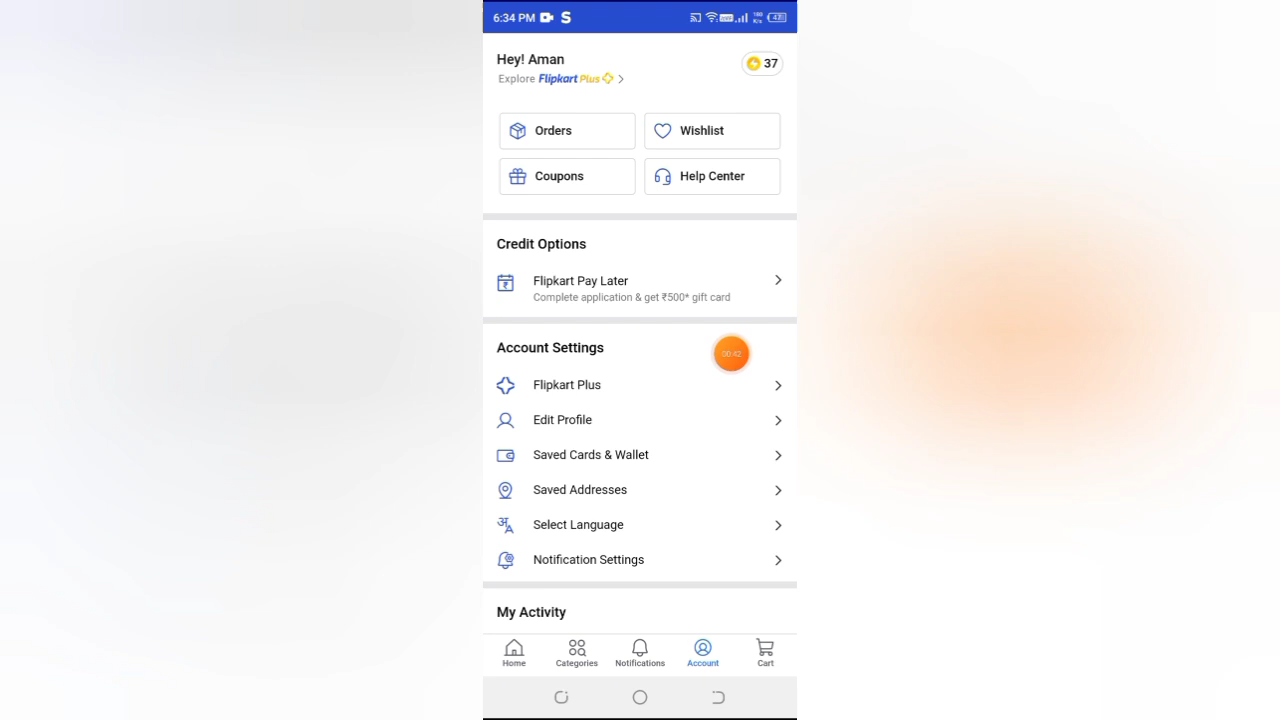 6:34 PM
Hey! Aman
37
Explore Flipkart Plus
Orders
Wishlist
Coupons
Help Center
Credit Options
Flipkart Pay Later
Complete application & get ₹500* gift card
Account Settings
00:42
Flipkart Plus
Edit Profile
Saved Cards & Wallet
Saved Addresses
Select Language
Notification Settings
My Activity
Home
Categories
Notifications
Account
Cart